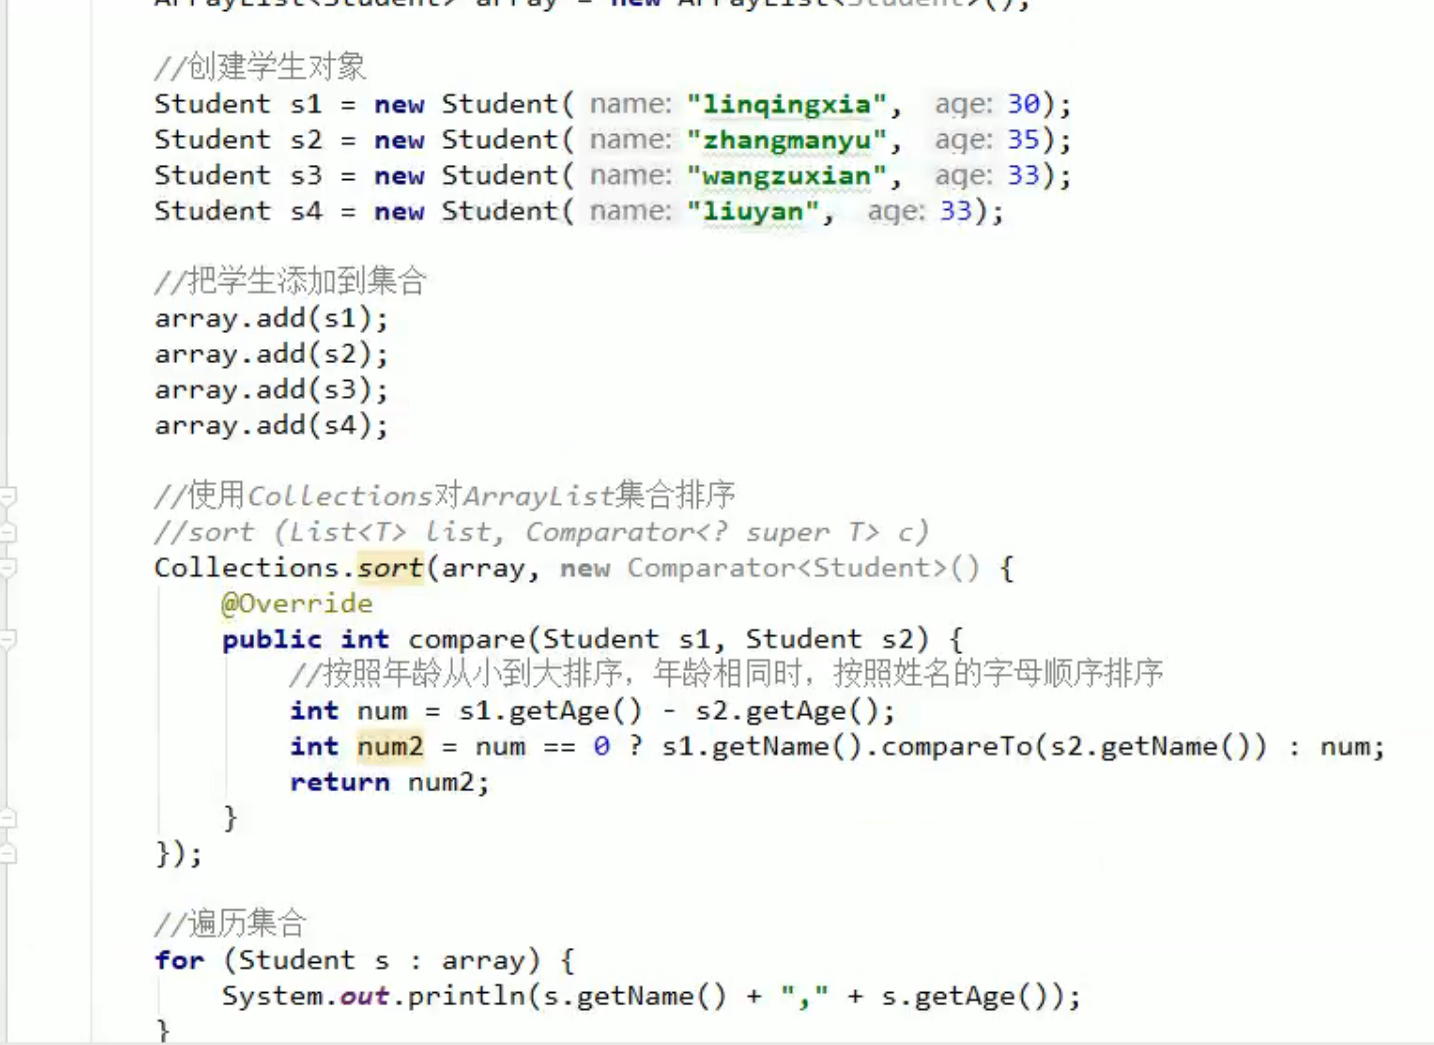 ArrayList<Student> array = new ArrayList<Student>();
//创建学生对象
Student s1 = new Student( name: "linqingxia", age: 30);
Student s2 = new Student( name: "zhangmanyu", age: 35);
Student s3 = new Student( name: "wangzuxian", age: 33);
Student s4 = new Student( name: "liuyan", age: 33);
//把学生添加到集合
array.add(s1);
array.add(s2);
array.add(s3);
array.add(s4);
//使用Collections对ArrayList集合排序
//sort (List<T> list, Comparator<? super T> c)
Collections.sort(array, new Comparator<Student>() {
@Override
public int compare(Student s1, Student s2) {
//按照年龄从小到大排序，年龄相同时，按照姓名的字母顺序排序
int num = s1.getAge() - s2.getAge();
int num2 = num == 0 ? s1.getName().compareTo(s2.getName()) : num;
return num2;
}
});
//遍历集合
for (Student s : array) {
System.out.println(s.getName() + "," + s.getAge());
}